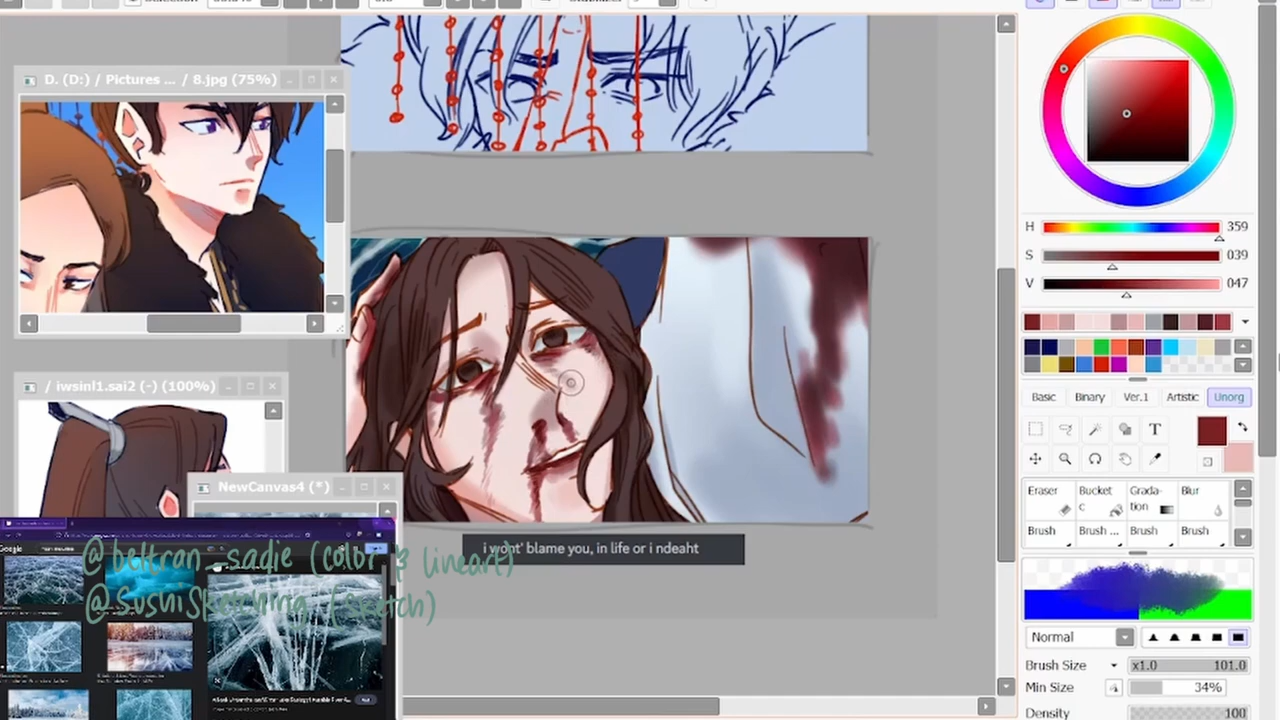 D. (D:) / Pictures ... / 8.jpg (75%)
/ iwsinl1.sai2 (-) (100%)
NewCanvas4 (*)
@beltran_sadie (color & lineart)
@SushiSketching (sketch)
i wont' blame you, in life or i ndeaht
H 359
S 039
V 047
Basic Binary Ver.1 Artistic Unorg
T
Eraser Bucket Grada-tion Blur
Brush Brush ... Brush Brush
Normal
Brush Size x1.0 101.0
Min Size 34%
Density 100